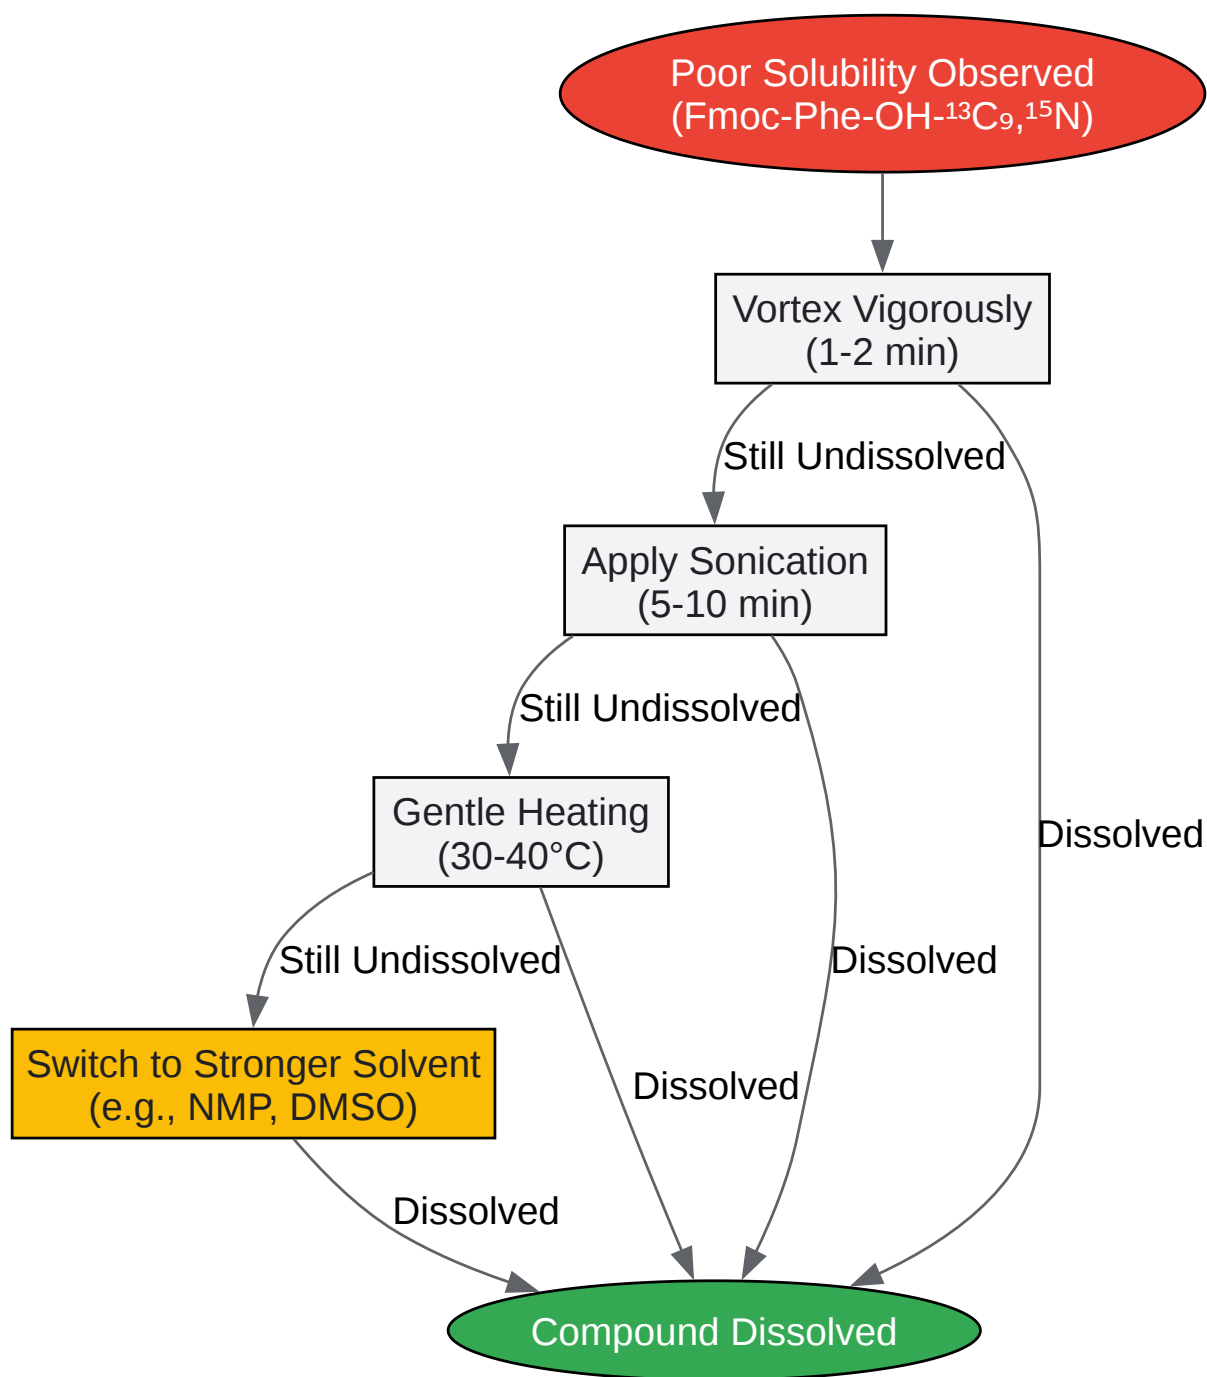 Poor Solubility Observed
(Fmoc-Phe-OH-¹³C₉,¹⁵N)
Vortex Vigorously
(1-2 min)
Still Undissolved
Apply Sonication
(5-10 min)
Still Undissolved
Gentle Heating
(30-40°C)
Dissolved
Still Undissolved
Dissolved
Switch to Stronger Solvent
(e.g., NMP, DMSO)
Dissolved
Dissolved
Compound Dissolved